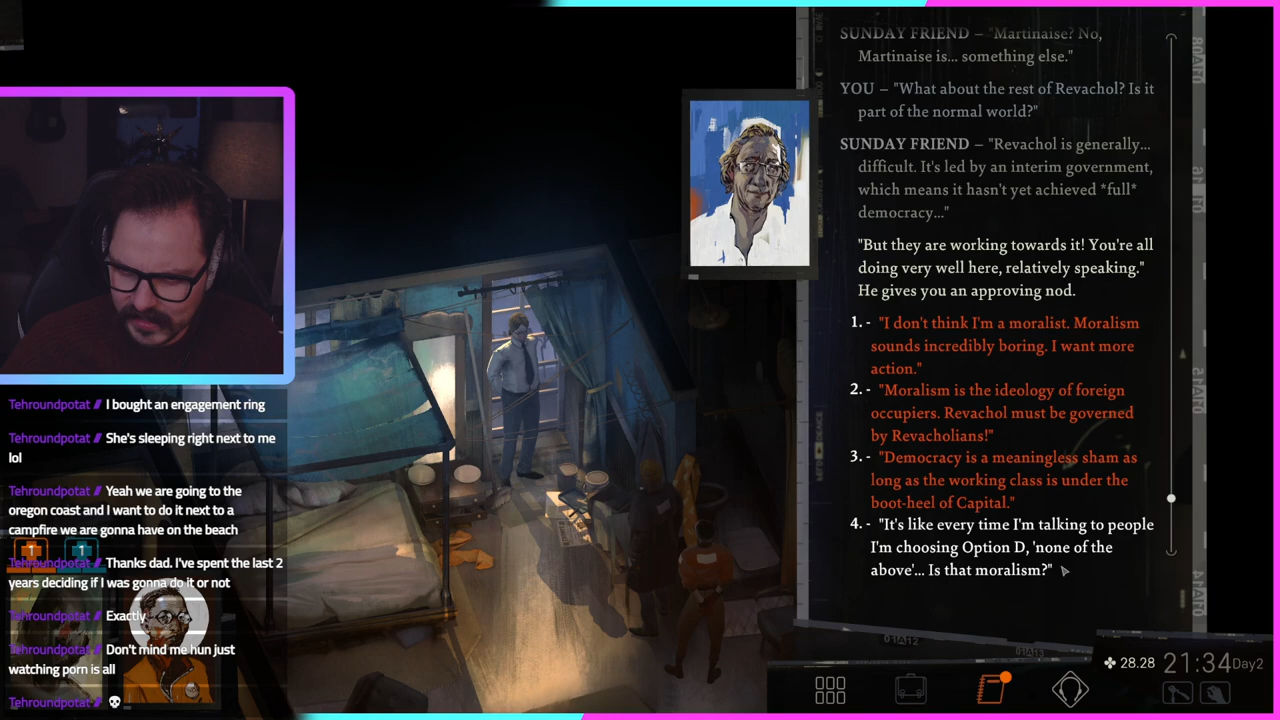 SUNDAY FRIEND – "Martinaise? No,
Martinaise is... something else."
YOU – "What about the rest of Revachol? Is it
part of the normal world?"
SUNDAY FRIEND – "Revachol is generally...
difficult. It's led by an interim government,
which means it hasn't yet achieved *full*
democracy..."
"But they are working towards it! You're all
doing very well here, relatively speaking."
He gives you an approving nod.
1. - "I don't think I'm a moralist. Moralism
sounds incredibly boring. I want more
action."
2. - "Moralism is the ideology of foreign
occupiers. Revachol must be governed
by Revacholians!"
3. - "Democracy is a meaningless sham as
long as the working class is under the
boot-heel of Capital."
4. - "It's like every time I'm talking to people
I'm choosing Option D, 'none of the
above'... Is that moralism?"
Tehroundpotat // I bought an engagement ring
Tehroundpotat // She's sleeping right next to me
lol
Tehroundpotat // Yeah we are going to the
oregon coast and I want to do it next to a
campfire we are gonna have on the beach
Tehroundpotat // Thanks dad. I've spent the last 2
years deciding if I was gonna do it or not
Tehroundpotat // Exactly
Tehroundpotat // Don't mind me hun just
watching porn is all
Tehroundpotat // 💀
1 1
28.28 21:34 Day2